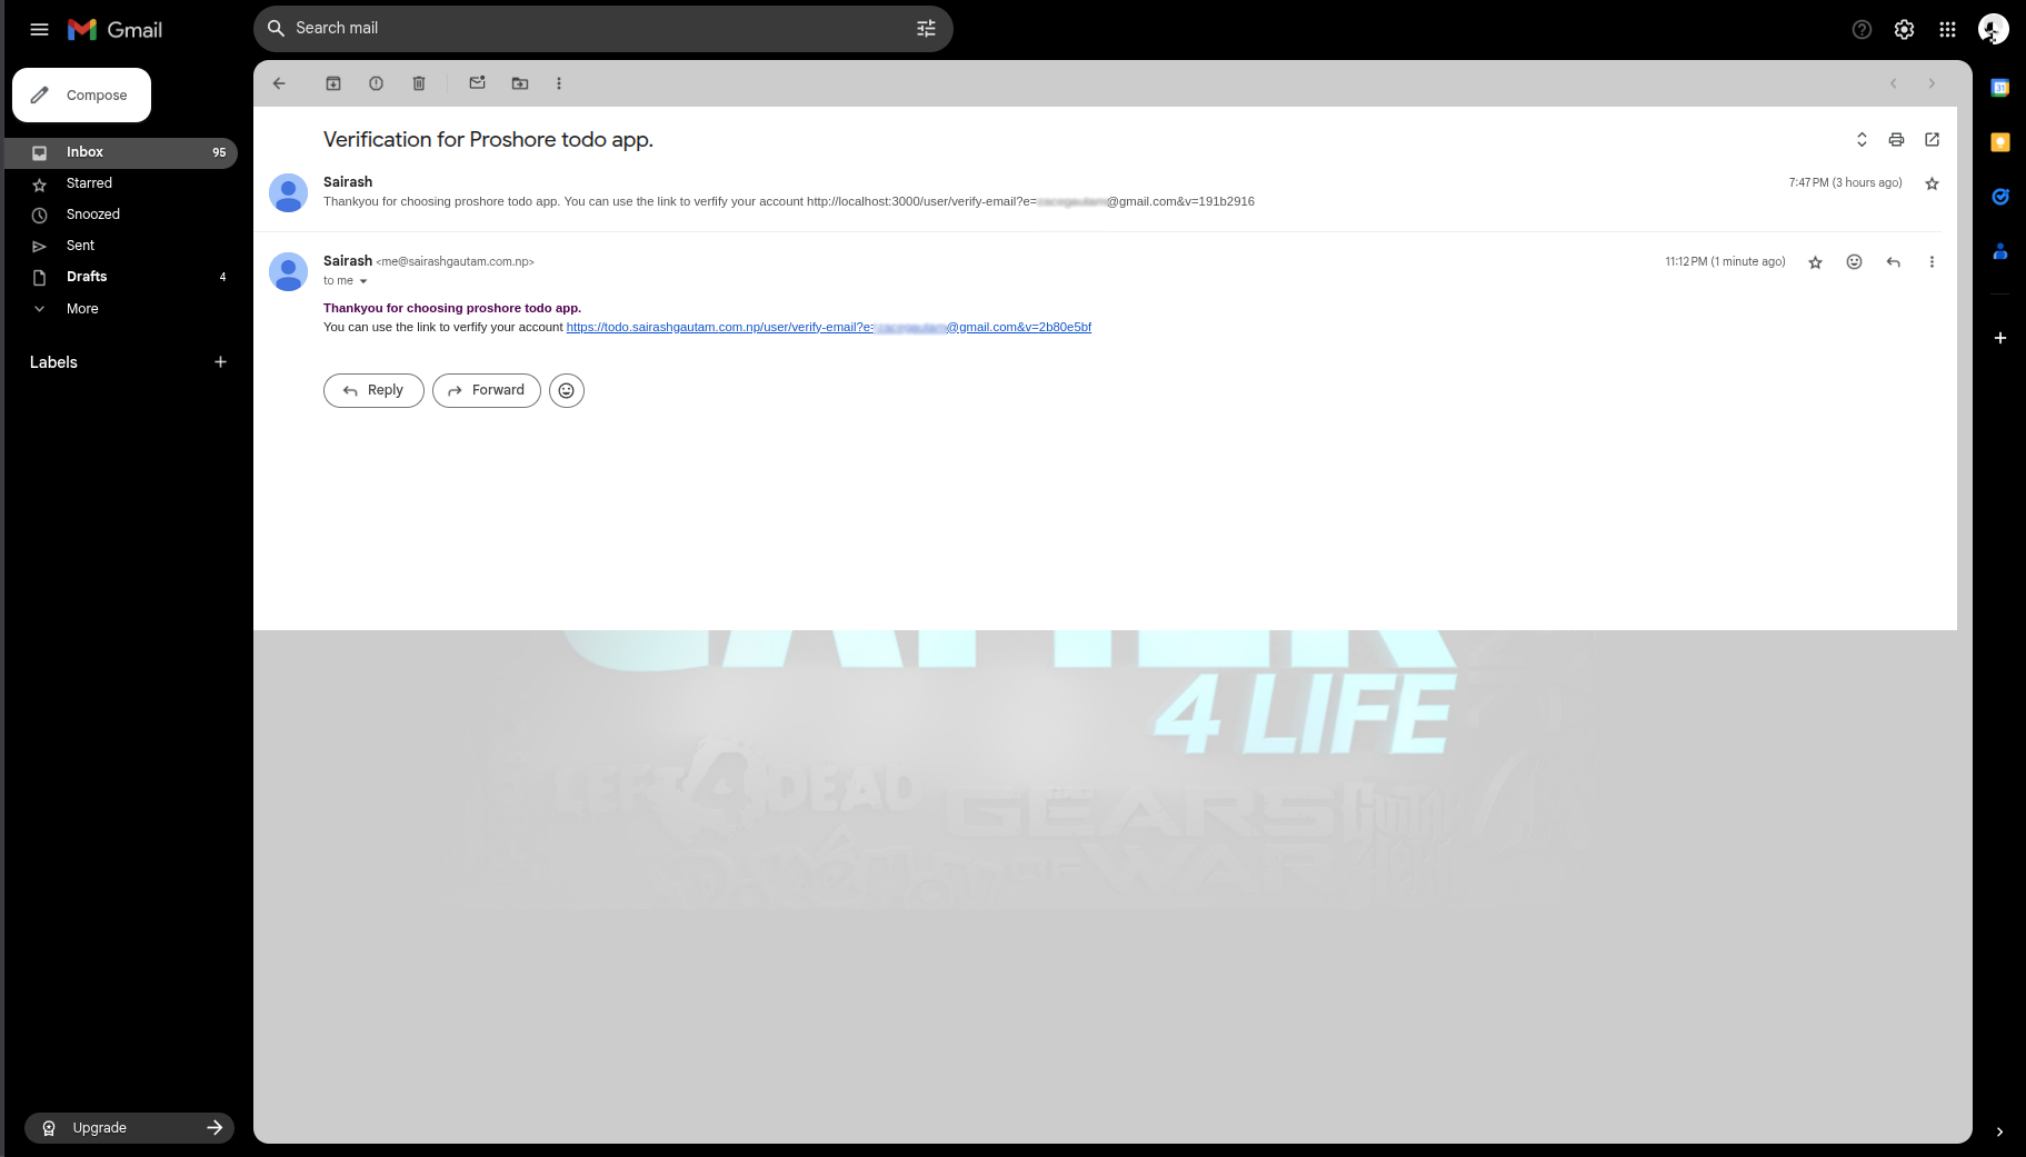 Gmail
Search mail
Compose
Inbox 95
Starred
Snoozed
Sent
Drafts 4
More
Labels
Upgrade
Verification for Proshore todo app.
Sairash 7:47 PM (3 hours ago)
Thankyou for choosing proshore todo app. You can use the link to verfify your account http://localhost:3000/user/verify-email?e= @gmail.com&v=191b2916
Sairash <me@sairashgautam.com.np> 11:12 PM (1 minute ago)
to me
Thankyou for choosing proshore todo app.
You can use the link to verfify your account https://todo.sairashgautam.com.np/user/verify-email?e= @gmail.com&v=2b80e5bf
Reply Forward
4 LIFE
LEFT 4 DEAD
GEARS
OF WAR
31